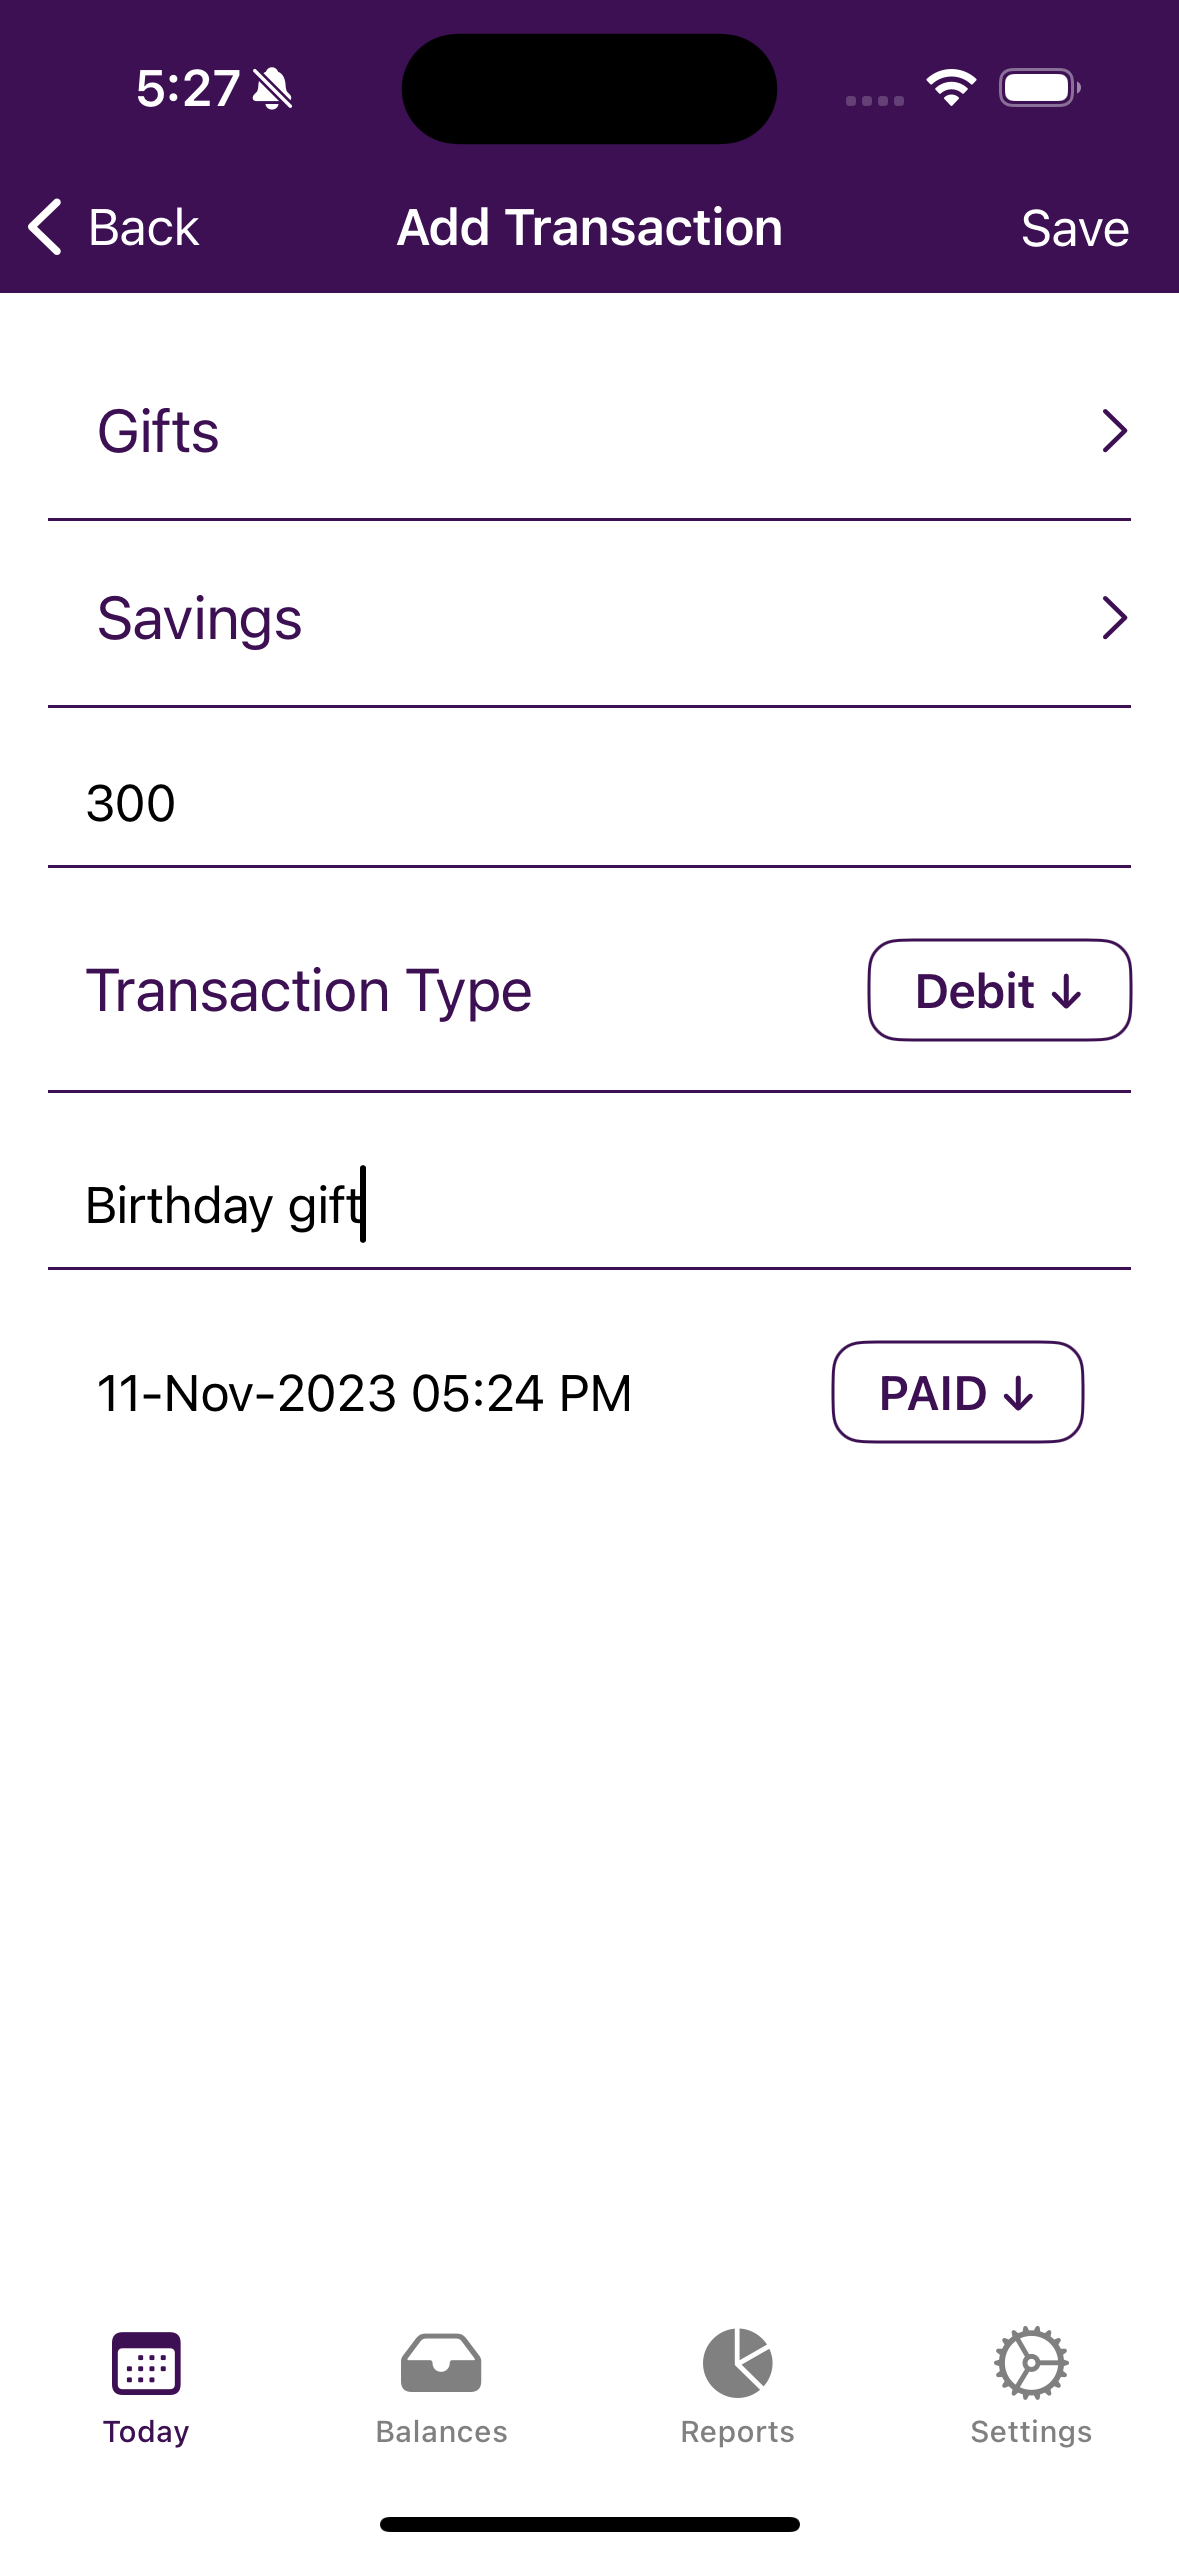 5:27
Back
Add Transaction
Save
Gifts
Savings
300
Transaction Type
Debit ↓
Birthday gift
11-Nov-2023 05:24 PM
PAID ↓
Today
Balances
Reports
Settings